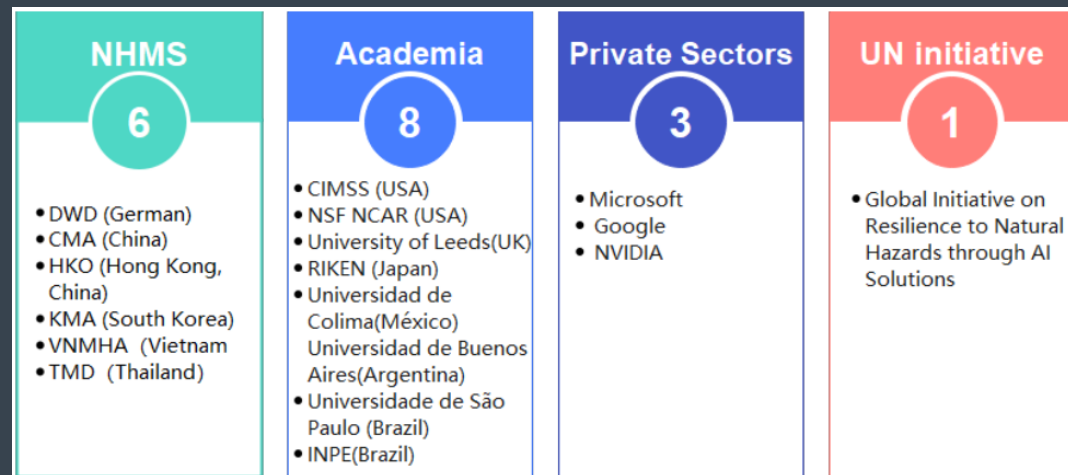 NHMS
6
• DWD (German)
• CMA (China)
• HKO (Hong Kong,
China)
• KMA (South Korea)
• VNMHA (Vietnam
• TMD (Thailand)
Academia
8
• CIMSS (USA)
• NSF NCAR (USA)
• University of Leeds(UK)
• RIKEN (Japan)
• Universidad de
Colima(México)
Universidad de Buenos
Aires(Argentina)
• Universidade de São
Paulo (Brazil)
• INPE(Brazil)
Private Sectors
3
• Microsoft
• Google
• NVIDIA
UN initiative
1
• Global Initiative on
Resilience to Natural
Hazards through AI
Solutions